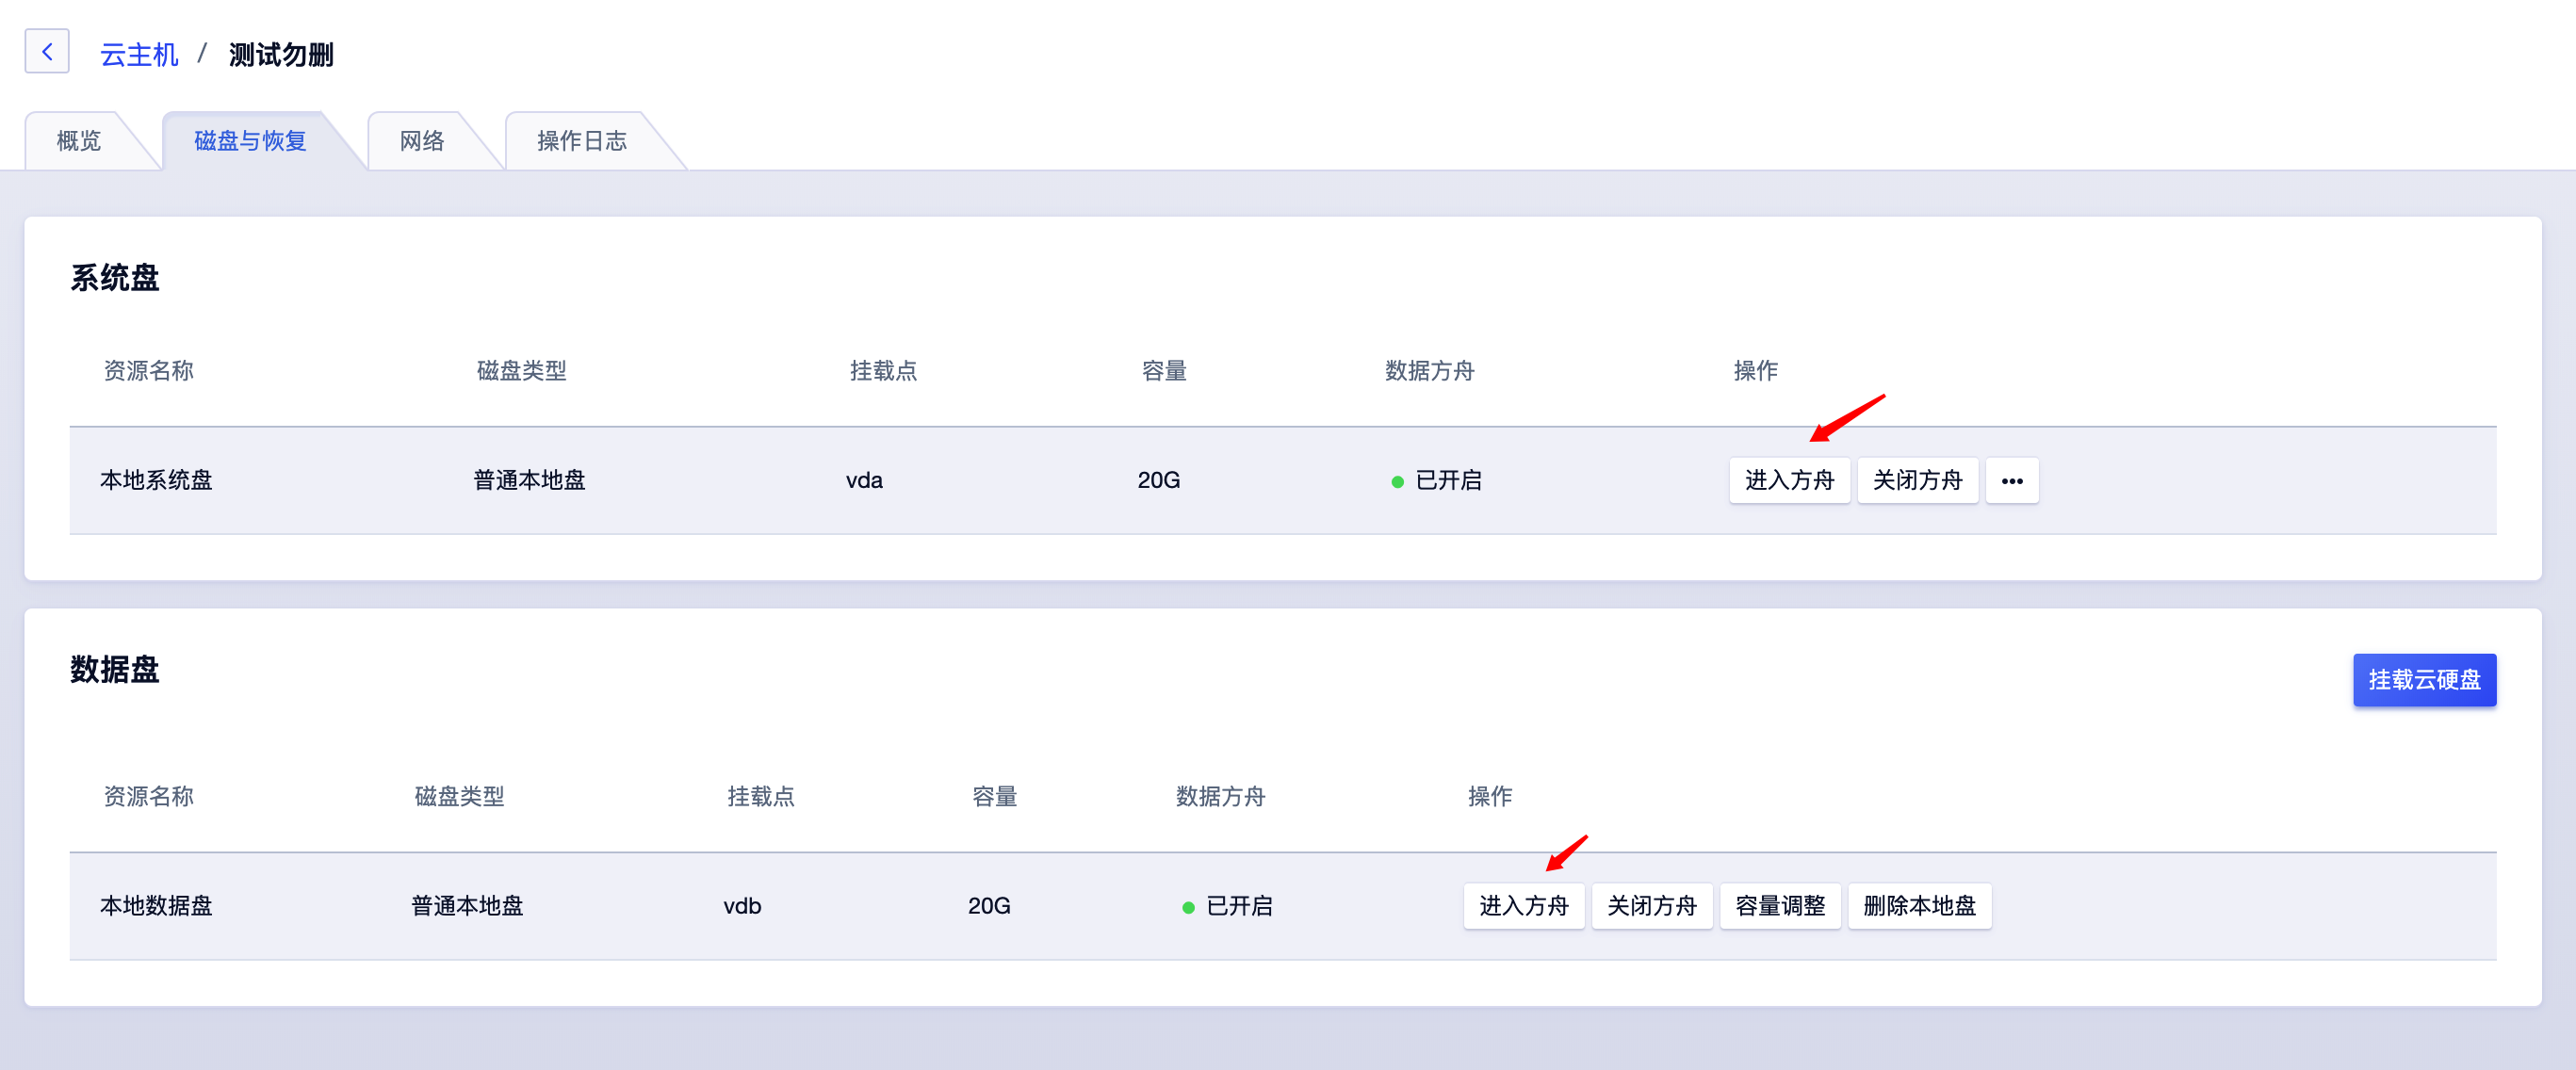 云主机 / 测试勿删
概览 磁盘与恢复 网络 操作日志
系统盘
资源名称 磁盘类型 挂载点 容量 数据方舟 操作
本地系统盘 普通本地盘 vda 20G 已开启 进入方舟 关闭方舟 •••
数据盘
挂载云硬盘
资源名称 磁盘类型 挂载点 容量 数据方舟 操作
本地数据盘 普通本地盘 vdb 20G 已开启 进入方舟 关闭方舟 容量调整 删除本地盘